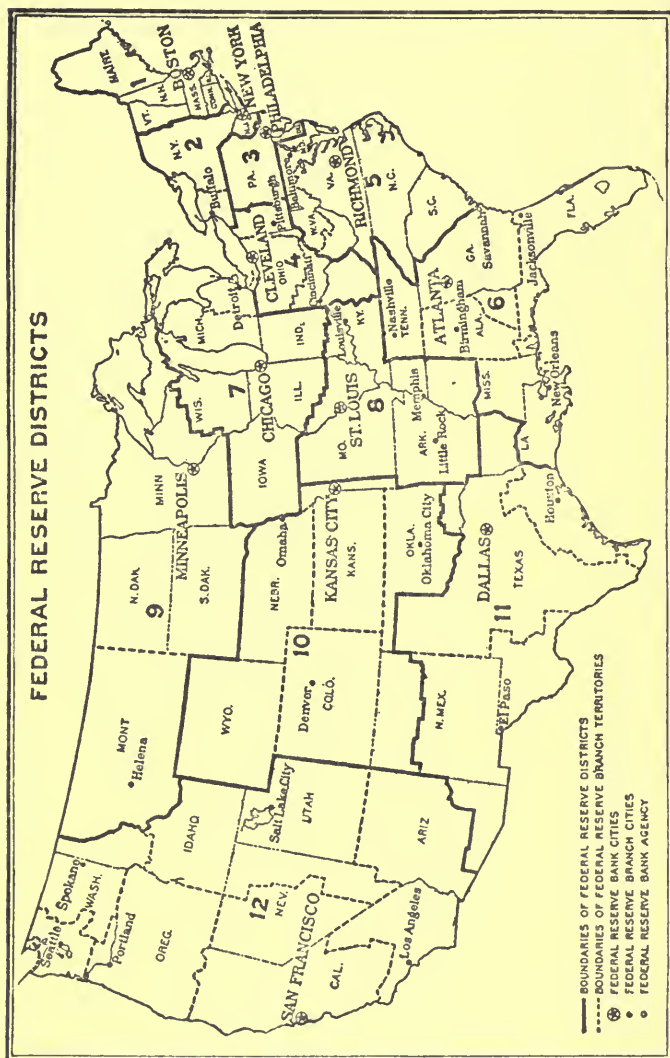 FEDERAL RESERVE DISTRICTS
Seattle
Spokane
WASH.
Portland
OREG.
IDAHO
MONT
Helena
WYO.
12
NEV.
SAN FRANCISCO
CAL.
Los Angeles
Salt Lake City
UTAH
ARIZ
N. DAK.
9
S. DAK.
MINN
MINNEAPOLIS
NEBR.
Omaha
10
Denver
COLO.
KANSAS CITY
KANS.
OKLA.
Oklahoma City
N. MEX.
El Paso
DALLAS
TEXAS
11
Houston
WIS.
7
MICH.
Detroit
CHICAGO
IOWA
ILL.
IND.
MO.
ST. LOUIS
8
Louisville
KY.
ARK.
Memphis
Little Rock
MISS.
LA
New Orleans
CLEVELAND
OHIO
4
Cincinnati
Pittsburgh
Nashville
TENN.
ATLANTA
Birmingham
ALA.
6
GA.
Savannah
Jacksonville
FLA.
MAINE
1
VT.
N.H.
BOSTON
MASS.
CONN.
N.Y.
2
Buffalo
NEW YORK
N.J.
PHILADELPHIA
PA.
3
Baltimore
MD.
W.VA.
VA.
RICHMOND
5
N.C.
S.C.
BOUNDARIES OF FEDERAL RESERVE DISTRICTS
BOUNDARIES OF FEDERAL RESERVE BRANCH TERRITORIES
FEDERAL RESERVE BANK CITIES
FEDERAL RESERVE BRANCH CITIES
FEDERAL RESERVE BANK AGENCY